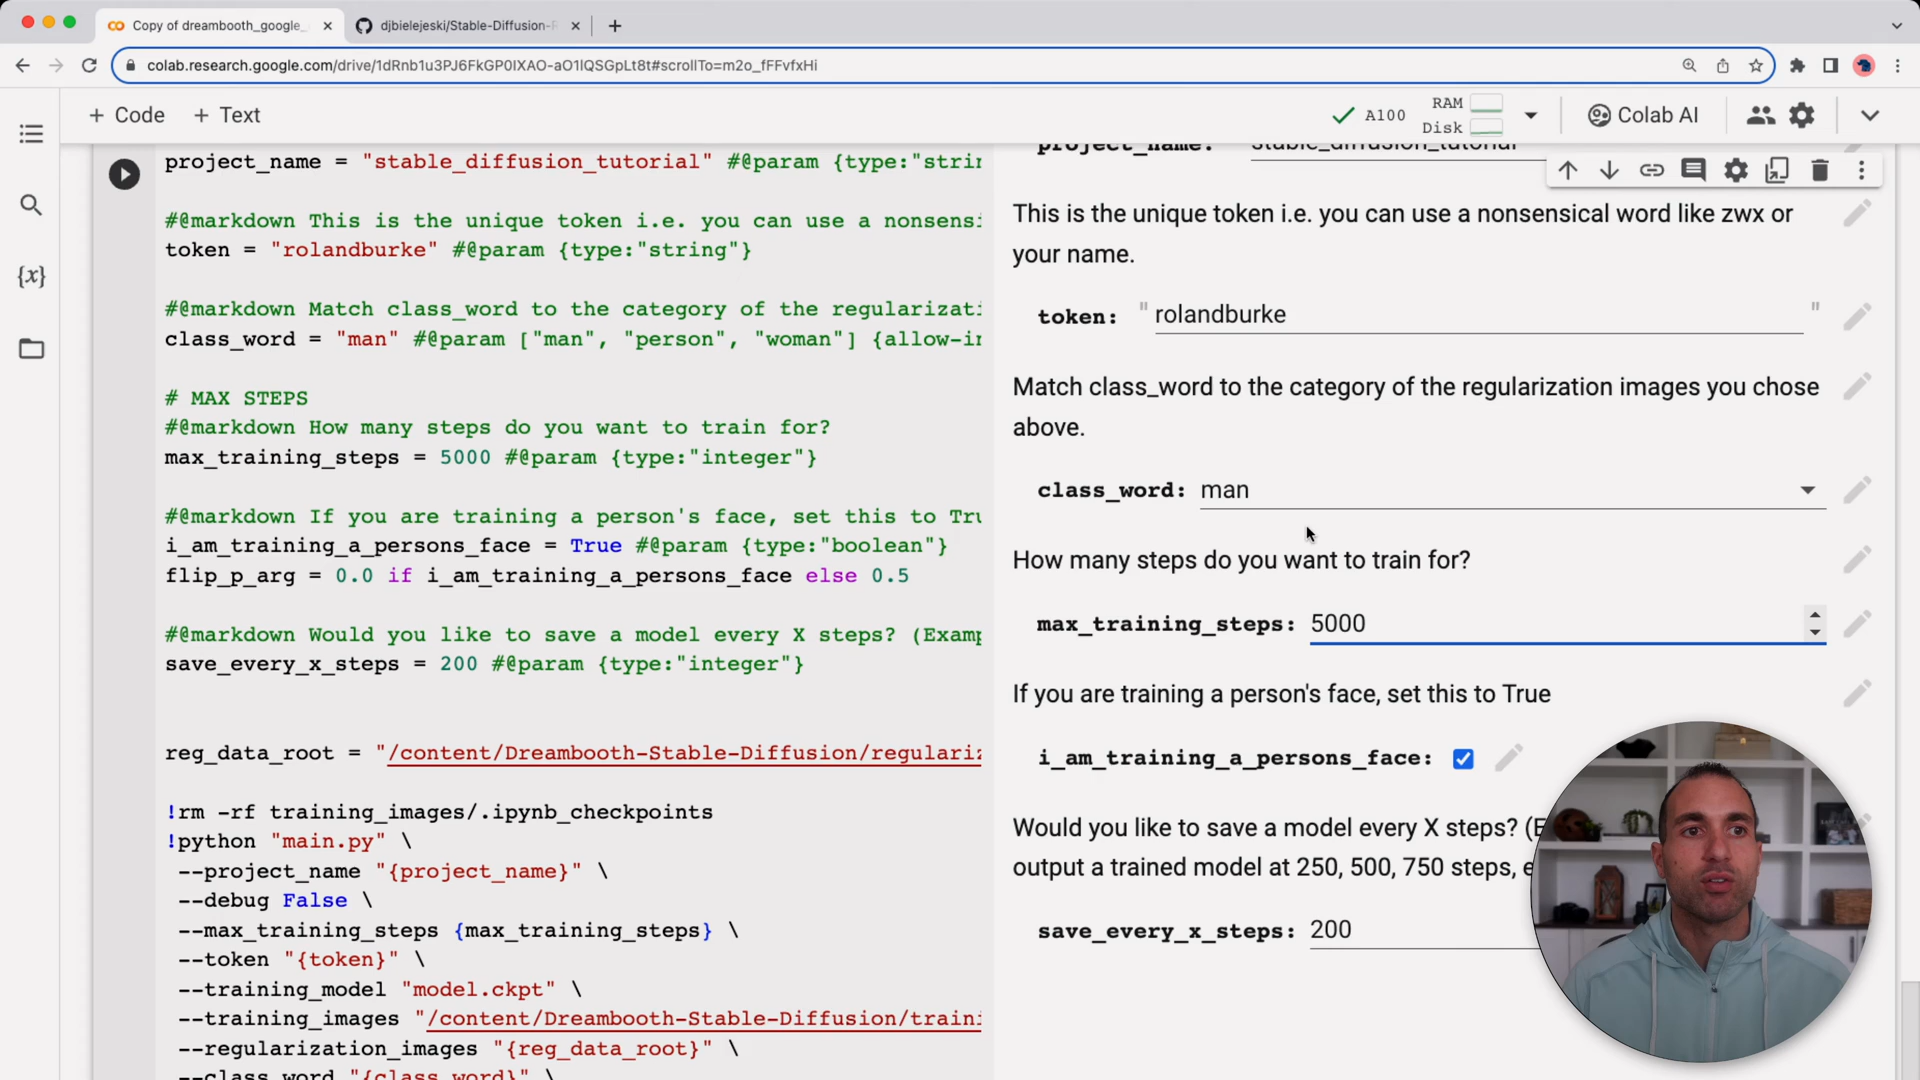 Copy of dreambooth_google_
djbielejeski/Stable-Diffusion-
colab.research.google.com/drive/1dRnb1u3PJ6FkGP0IXAO-aO1lQSGpLt8t#scrollTo=m2o_fFFvfxHi
+ Code + Text
A100
RAM
Disk
Colab AI
project_name = "stable_diffusion_tutorial" #@param {type:"strin
#@markdown This is the unique token i.e. you can use a nonsensi
token = "rolandburke" #@param {type:"string"}
#@markdown Match class_word to the category of the regularizati
class_word = "man" #@param ["man", "person", "woman"] {allow-in
# MAX STEPS
#@markdown How many steps do you want to train for?
max_training_steps = 5000 #@param {type:"integer"}
#@markdown If you are training a person's face, set this to Tru
i_am_training_a_persons_face = True #@param {type:"boolean"}
flip_p_arg = 0.0 if i_am_training_a_persons_face else 0.5
#@markdown Would you like to save a model every X steps? (Examp
save_every_x_steps = 200 #@param {type:"integer"}
reg_data_root = "/content/Dreambooth-Stable-Diffusion/regulariz
!rm -rf training_images/.ipynb_checkpoints
!python "main.py" \
--project_name "{project_name}" \
--debug False \
--max_training_steps {max_training_steps} \
--token "{token}" \
--training_model "model.ckpt" \
--training_images "/content/Dreambooth-Stable-Diffusion/traini
--regularization_images "{reg_data_root}" \
--class_word "{class_word}" \
project_name: stable_diffusion_tutorial
This is the unique token i.e. you can use a nonsensical word like zwx or
your name.
token: " rolandburke "
Match class_word to the category of the regularization images you chose
above.
class_word: man
How many steps do you want to train for?
max_training_steps: 5000
If you are training a person's face, set this to True
i_am_training_a_persons_face:
Would you like to save a model every X steps? (E
output a trained model at 250, 500, 750 steps, e
save_every_x_steps: 200
{x}